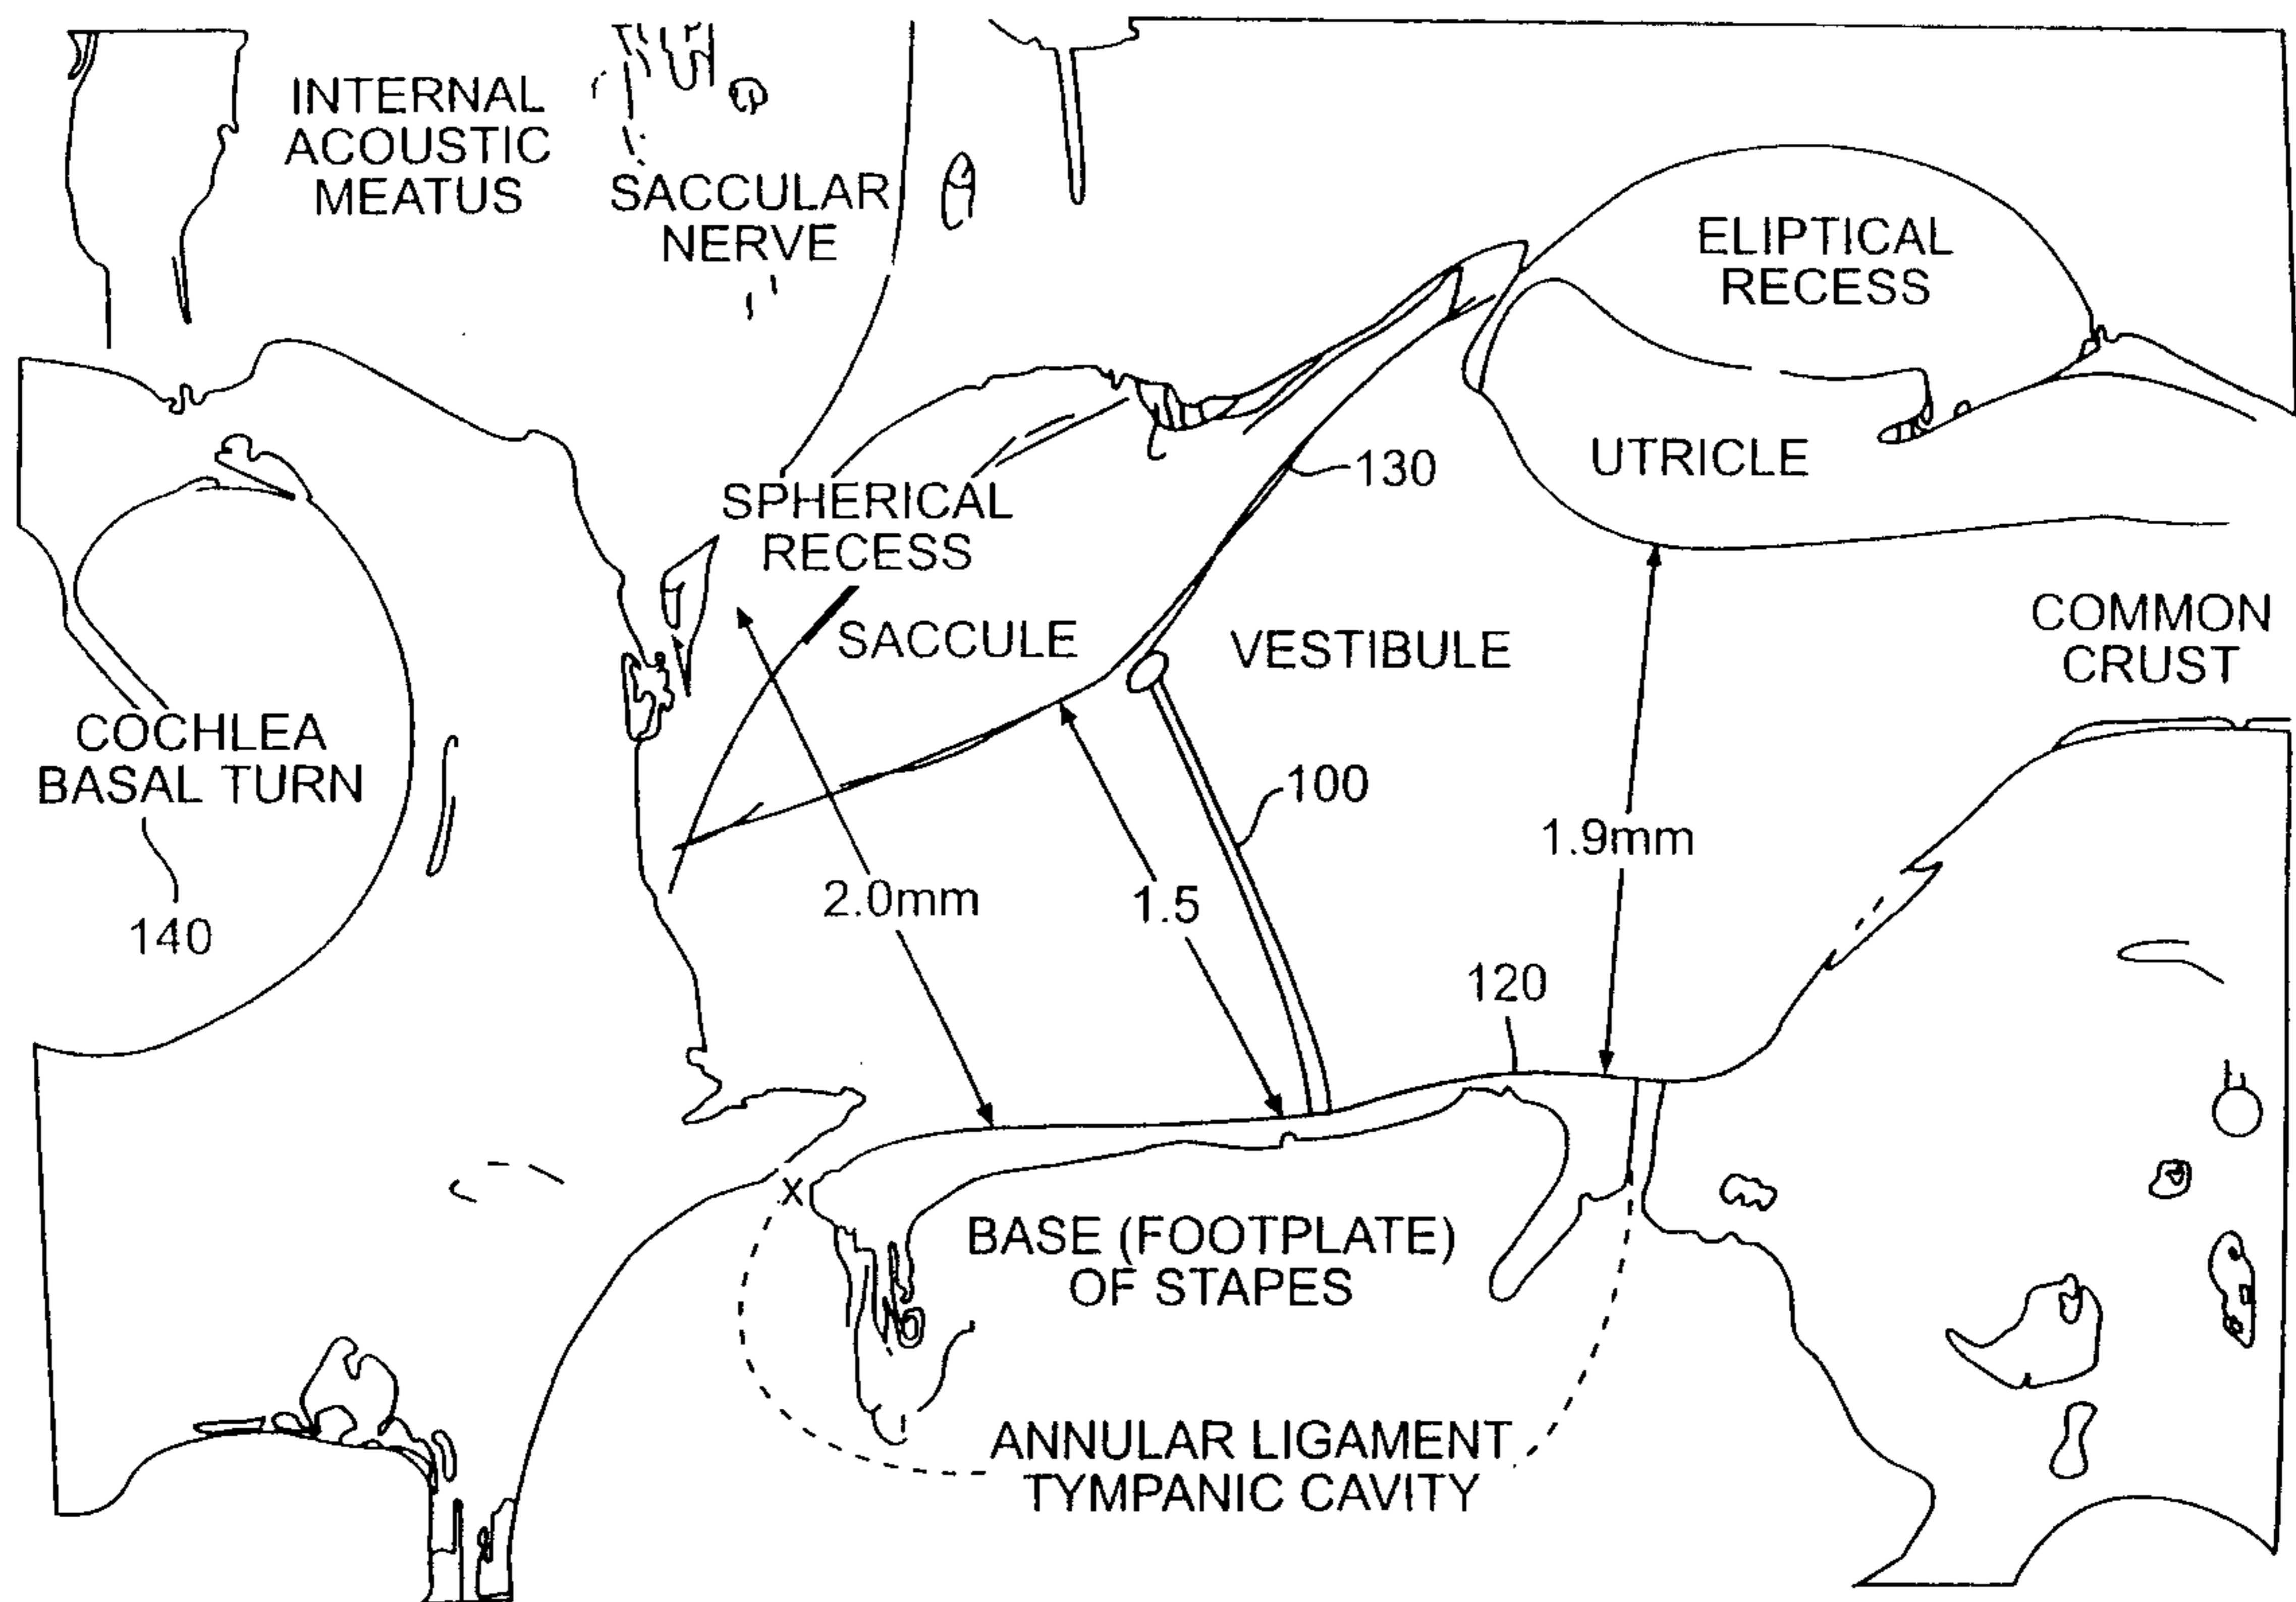 INTERNAL
ACOUSTIC
MEATUS
SACCULAR
NERVE
ELIPTICAL
RECESS
UTRICLE
130
SPHERICAL
RECESS
SACCULE
VESTIBULE
COMMON
CRUST
COCHLEA
BASAL TURN
140
100
1.9mm
2.0mm
1.5
120
X
BASE (FOOTPLATE)
OF STAPES
ANNULAR LIGAMENT
TYMPANIC CAVITY